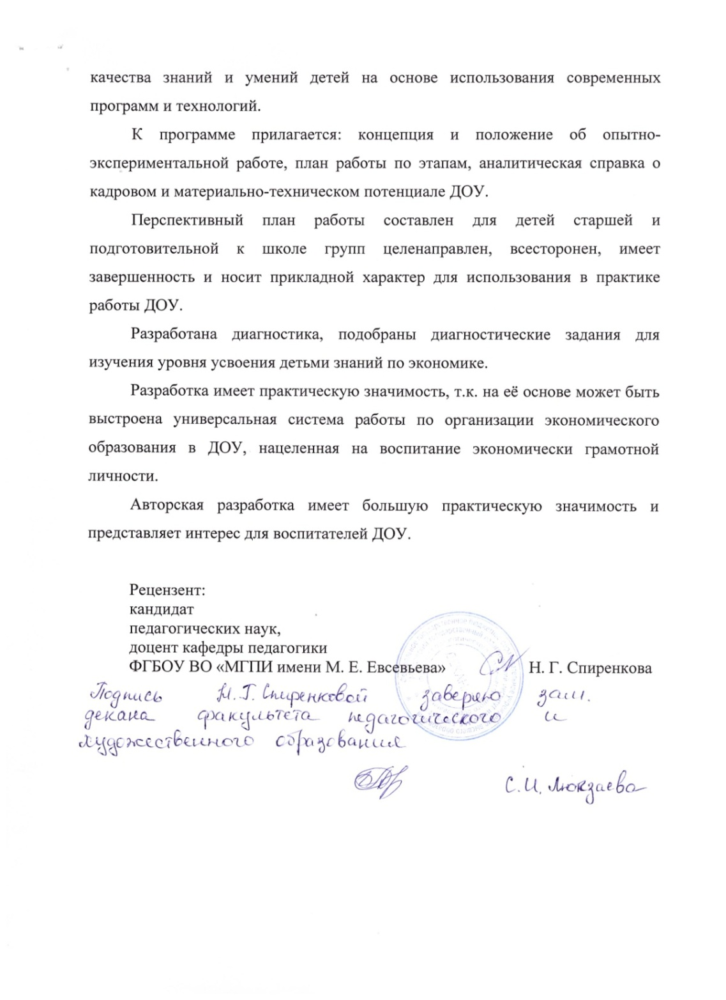 качества знаний и умений детей на основе использования современных
программ и технологий.
К программе прилагается: концепция и положение об опытно-
экспериментальной работе, план работы по этапам, аналитическая справка о
кадровом и материально-техническом потенциале ДОУ.
Перспективный план работы составлен для детей старшей и
подготовительной к школе групп целенаправлен, всесторонен, имеет
завершенность и носит прикладной характер для использования в практике
работы ДОУ.
Разработана диагностика, подобраны диагностические задания для
изучения уровня усвоения детьми знаний по экономике.
Разработка имеет практическую значимость, т.к. на её основе может быть
выстроена универсальная система работы по организации экономического
образования в ДОУ, нацеленная на воспитание экономически грамотной
личности.
Авторская разработка имеет большую практическую значимость и
представляет интерес для воспитателей ДОУ.
Рецензент:
кандидат
педагогических наук,
доцент кафедры педагогики
ФГБОУ ВО «МГПИ имени М. Е. Евсевьева» Н. Г. Спиренкова
Подпись Н.Г. Спиренковой заверяю зам.
декана факультета педагогического и
художественного образования
С.И. Люкзаева